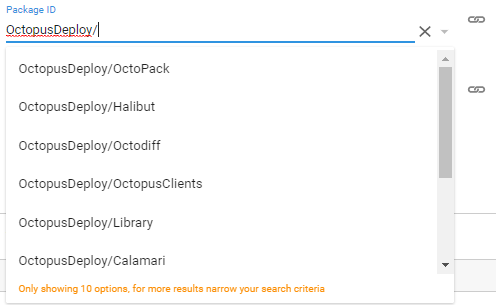 Package ID
OctopusDeploy/
OctopusDeploy/OctoPack
OctopusDeploy/Halibut
OctopusDeploy/Octodiff
OctopusDeploy/OctopusClients
OctopusDeploy/Library
OctopusDeploy/Calamari
Only showing 10 options, for more results narrow your search criteria